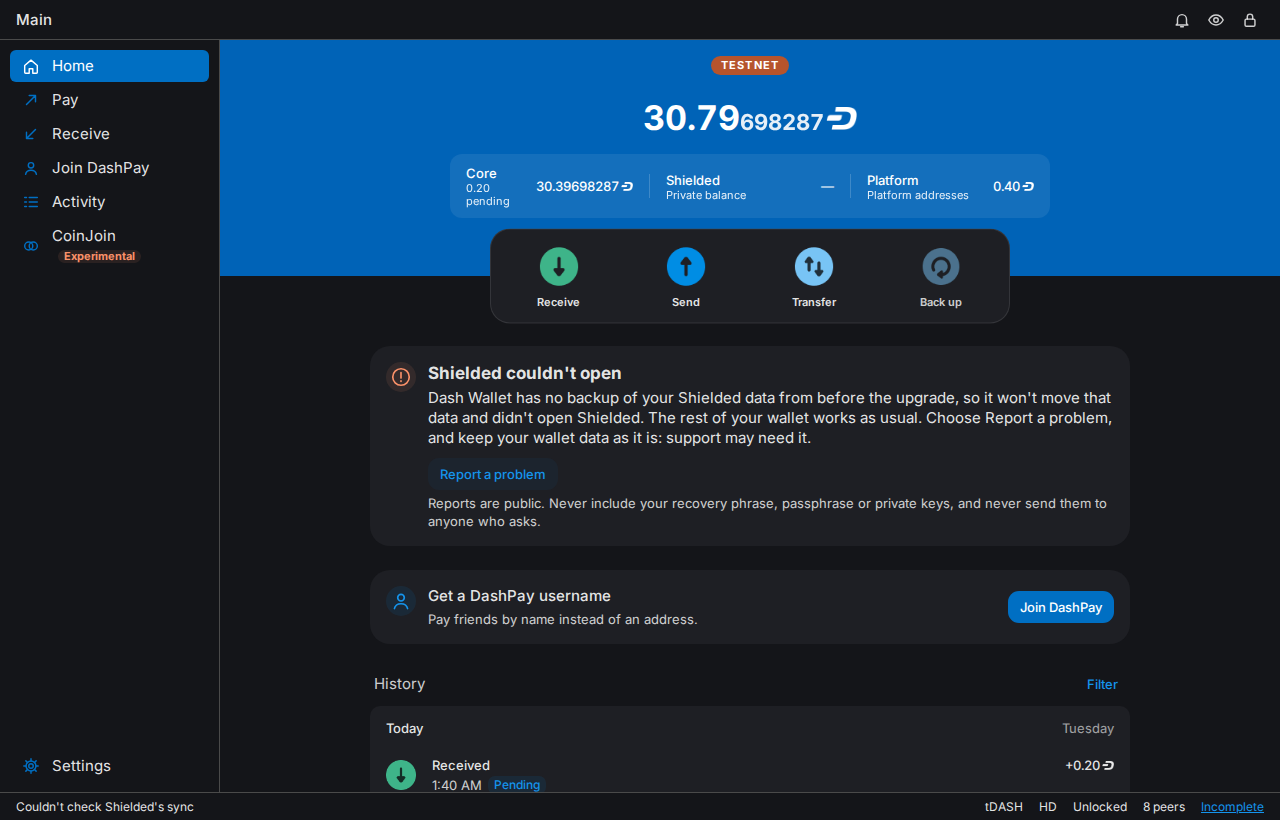 Main
Home
Pay
Receive
Join DashPay
Activity
CoinJoin
Experimental
Settings
TESTNET
30.79698287
Core
0.20 pending
30.39698287
Shielded
Private balance
—
Platform
Platform addresses
0.40
Receive
Send
Transfer
Back up
Shielded couldn't open
Dash Wallet has no backup of your Shielded data from before the upgrade, so it won't move that
data and didn't open Shielded. The rest of your wallet works as usual. Choose Report a problem,
and keep your wallet data as it is: support may need it.
Report a problem
Reports are public. Never include your recovery phrase, passphrase or private keys, and never send them to
anyone who asks.
Get a DashPay username
Pay friends by name instead of an address.
Join DashPay
History
Filter
Today
Tuesday
Received
+0.20
1:40 AM Pending
Couldn't check Shielded's sync
tDASH HD Unlocked 8 peers Incomplete